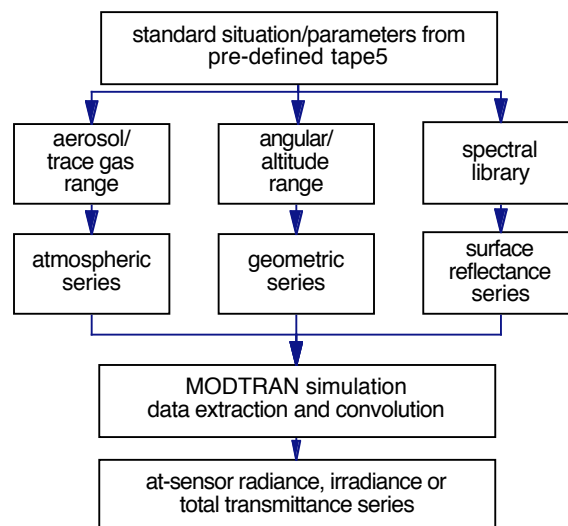 standard situation/parameters from
pre-defined tape5
aerosol/
trace gas
range
angular/
altitude
range
spectral
library
atmospheric
series
geometric
series
surface
reflectance
series
MODTRAN simulation
data extraction and convolution
at-sensor radiance, irradiance or
total transmittance series